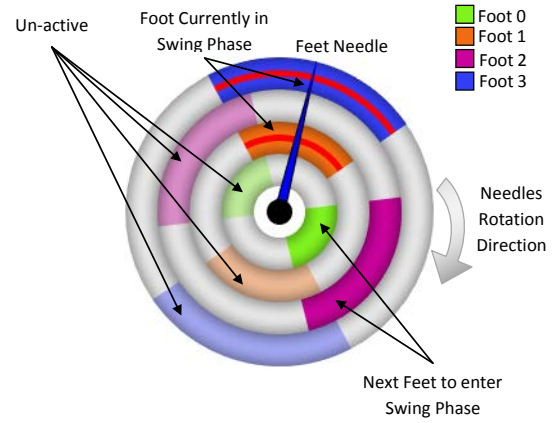 Un-active
Foot Currently in
Swing Phase
Feet Needle
Foot 0
Foot 1
Foot 2
Foot 3
Needles
Rotation
Direction
Next Feet to enter
Swing Phase